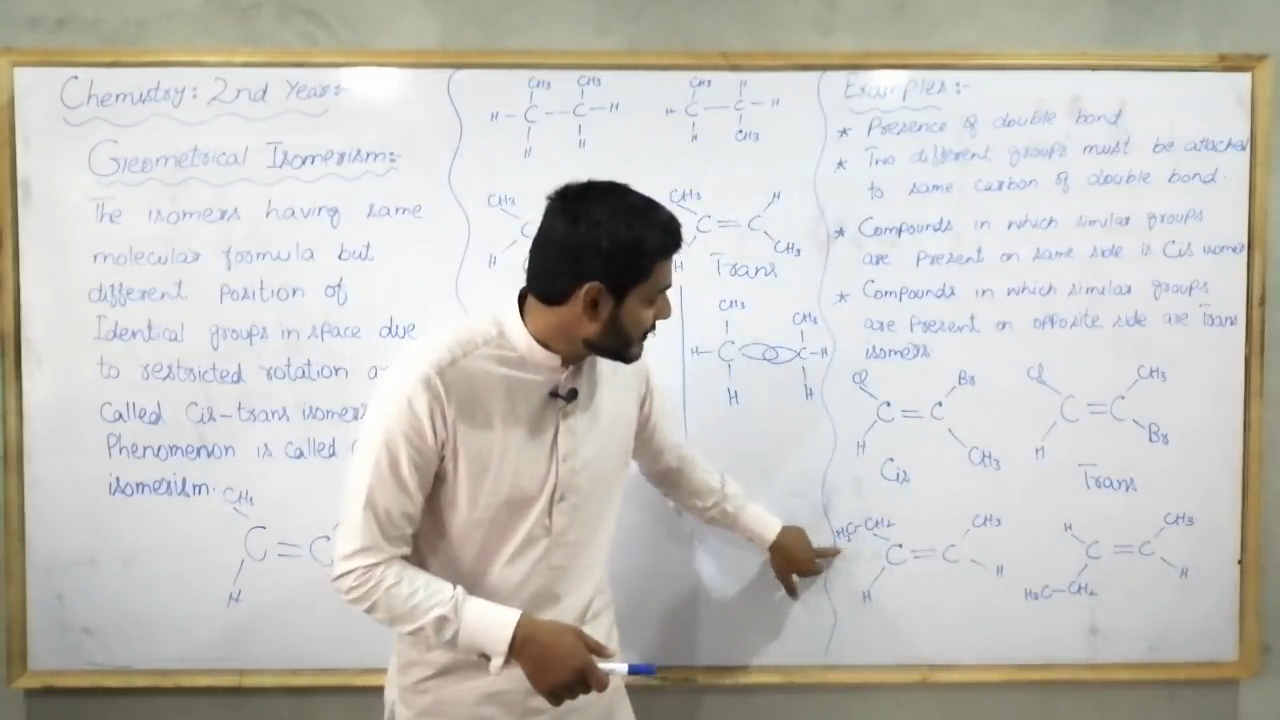 Chemistry: 2nd Year:-
Geometrical Isomerism:-
The isomers having same
molecular formula but
different Position of
Identical groups in space due
to restricted rotation a
Called Cis-trans isomers
Phenomenon is called
isomerism.
CH₃
C = C
H
CH₃ CH₃
H - C - C - H
H H
CH₃ H
H - C - C - H
H CH₃
CH₃
C
H
CH₃ H
C = C
H CH₃
Trans
CH₃ CH₃
H - C C - H
H H
Examples:-
* Presence of double bond
* Two different groups must be attached
to same carbon of double bond.
* Compounds in which similar groups
are present on same side is Cis isomer
* Compounds in which similar groups
are Present on opposite side are Trans
isomers
Cl Br
C = C
H CH₃
Cis
Cl CH₃
C = C
H Br
Trans
H₃C-CH₂ CH₃
C = C
H H
H CH₃
C = C
H₃C-CH₂ H